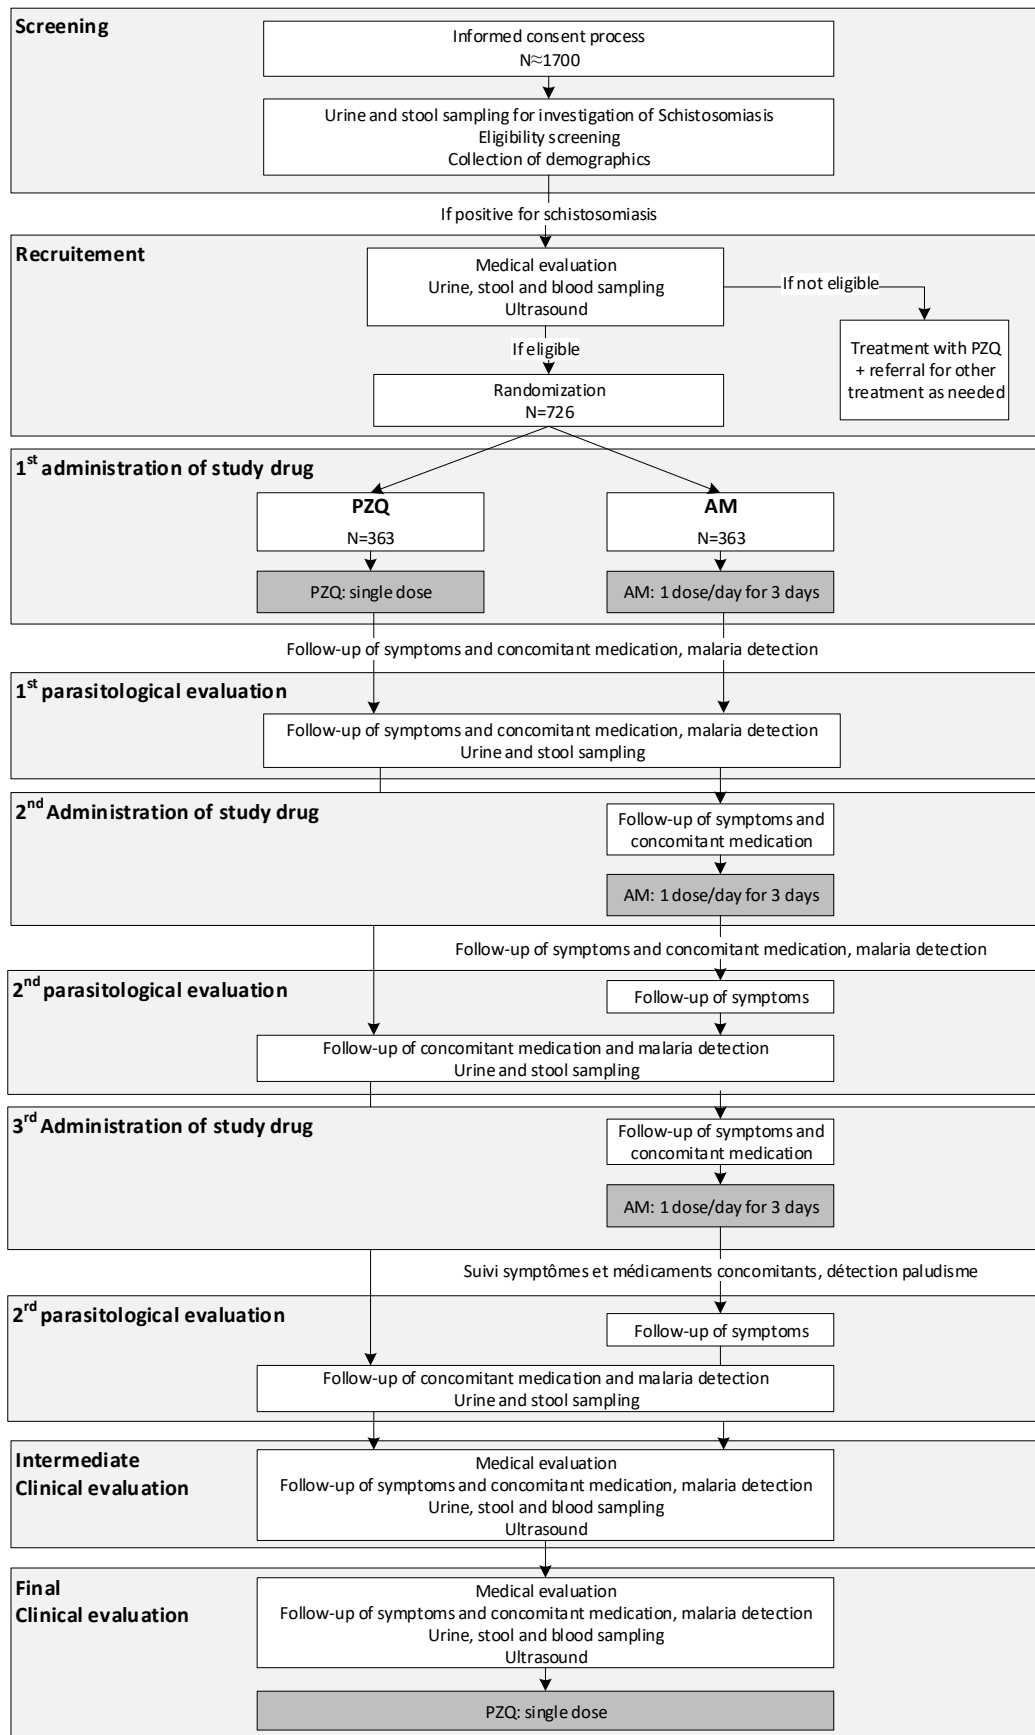 Screening
Informed consent process
N≈1700
Urine and stool sampling for investigation of Schistosomiasis
Eligibility screening
Collection of demographics
If positive for schistosomiasis
Recruitement
Medical evaluation
Urine, stool and blood sampling
Ultrasound
If not eligible
Treatment with PZQ
+ referral for other
treatment as needed
If eligible
Randomization
N=726
1st administration of study drug
PZQ
N=363
AM
N=363
PZQ: single dose
AM: 1 dose/day for 3 days
Follow-up of symptoms and concomitant medication, malaria detection
1st parasitological evaluation
Follow-up of symptoms and concomitant medication, malaria detection
Urine and stool sampling
2nd Administration of study drug
Follow-up of symptoms and
concomitant medication
AM: 1 dose/day for 3 days
Follow-up of symptoms and concomitant medication, malaria detection
2nd parasitological evaluation
Follow-up of symptoms
Follow-up of concomitant medication and malaria detection
Urine and stool sampling
3rd Administration of study drug
Follow-up of symptoms and
concomitant medication
AM: 1 dose/day for 3 days
Suivi symptômes et médicaments concomitants, détection paludisme
2rd parasitological evaluation
Follow-up of symptoms
Follow-up of concomitant medication and malaria detection
Urine and stool sampling
Intermediate
Clinical evaluation
Medical evaluation
Follow-up of symptoms and concomitant medication, malaria detection
Urine, stool and blood sampling
Ultrasound
Final
Clinical evaluation
Medical evaluation
Follow-up of symptoms and concomitant medication, malaria detection
Urine, stool and blood sampling
Ultrasound
PZQ: single dose